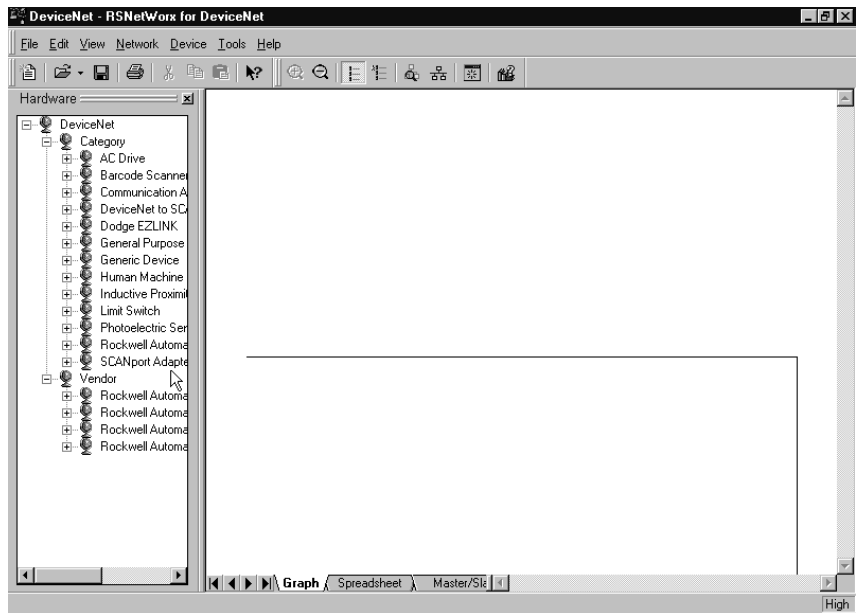 DeviceNet - RSNetWorx for DeviceNet
File Edit View Network Device Tools Help
Hardware
DeviceNet
Category
AC Drive
Barcode Scanner
Communication A
DeviceNet to SCA
Dodge EZLINK
General Purpose
Generic Device
Human Machine
Inductive Proximi
Limit Switch
Photoelectric Ser
Rockwell Automa
SCANport Adapte
Vendor
Rockwell Automa
Rockwell Automa
Rockwell Automa
Rockwell Automa
Graph Spreadsheet Master/Sla
High